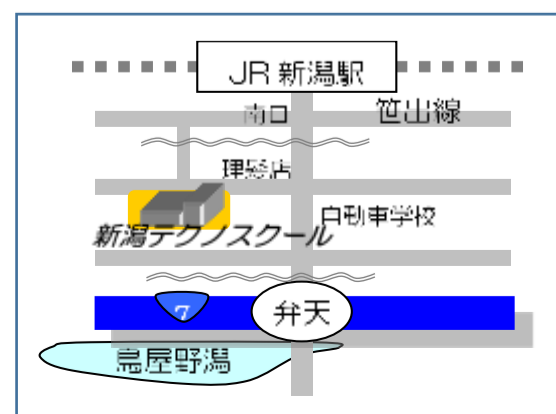 JR 新潟駅
南口
笹出線
理髪店
自動車学校
新潟テクノスクール
7
弁天
鳥屋野潟